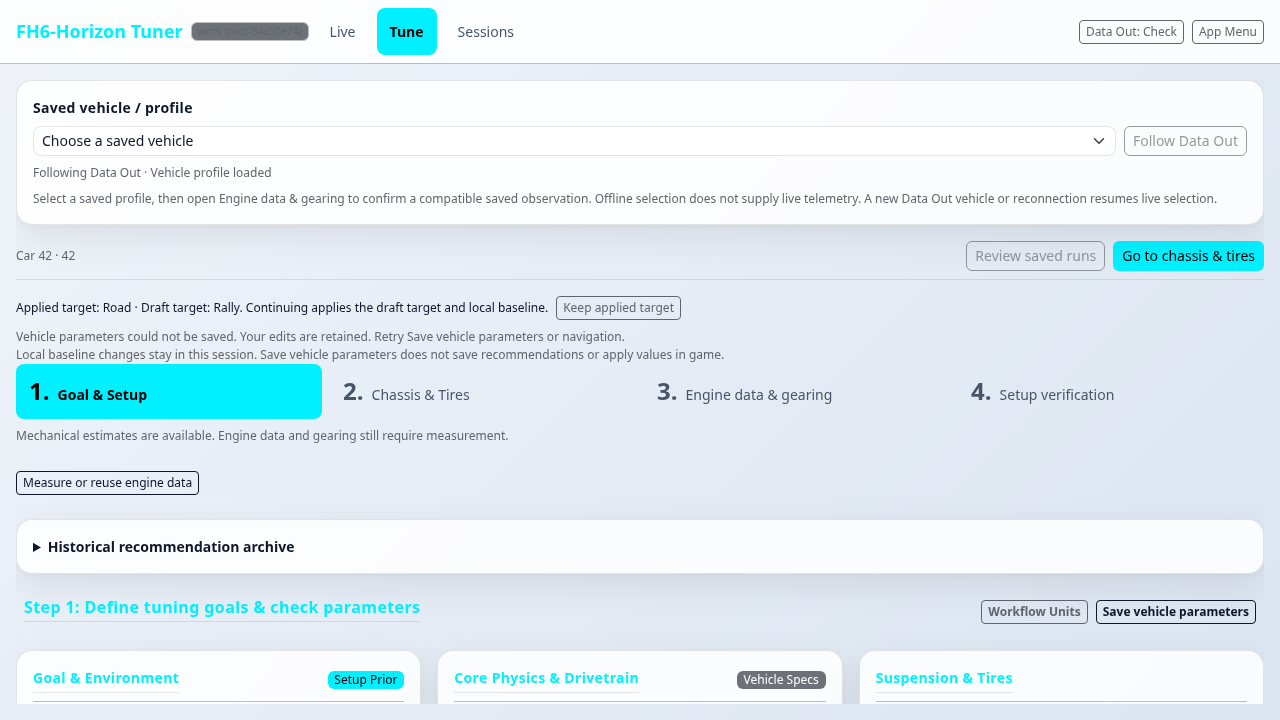 FH6-Horizon Tuner
Live
Tune
Sessions
Data Out: Check
App Menu
Saved vehicle / profile
Choose a saved vehicle
Follow Data Out
Following Data Out · Vehicle profile loaded
Select a saved profile, then open Engine data & gearing to confirm a compatible saved observation. Offline selection does not supply live telemetry. A new Data Out vehicle or reconnection resumes live selection.
Car 42 · 42
Review saved runs
Go to chassis & tires
Applied target: Road · Draft target: Rally. Continuing applies the draft target and local baseline.
Keep applied target
Vehicle parameters could not be saved. Your edits are retained. Retry Save vehicle parameters or navigation.
Local baseline changes stay in this session. Save vehicle parameters does not save recommendations or apply values in game.
1. Goal & Setup
2. Chassis & Tires
3. Engine data & gearing
4. Setup verification
Mechanical estimates are available. Engine data and gearing still require measurement.
Measure or reuse engine data
Historical recommendation archive
Step 1: Define tuning goals & check parameters
Workflow Units
Save vehicle parameters
Goal & Environment
Setup Prior
Core Physics & Drivetrain
Vehicle Specs
Suspension & Tires